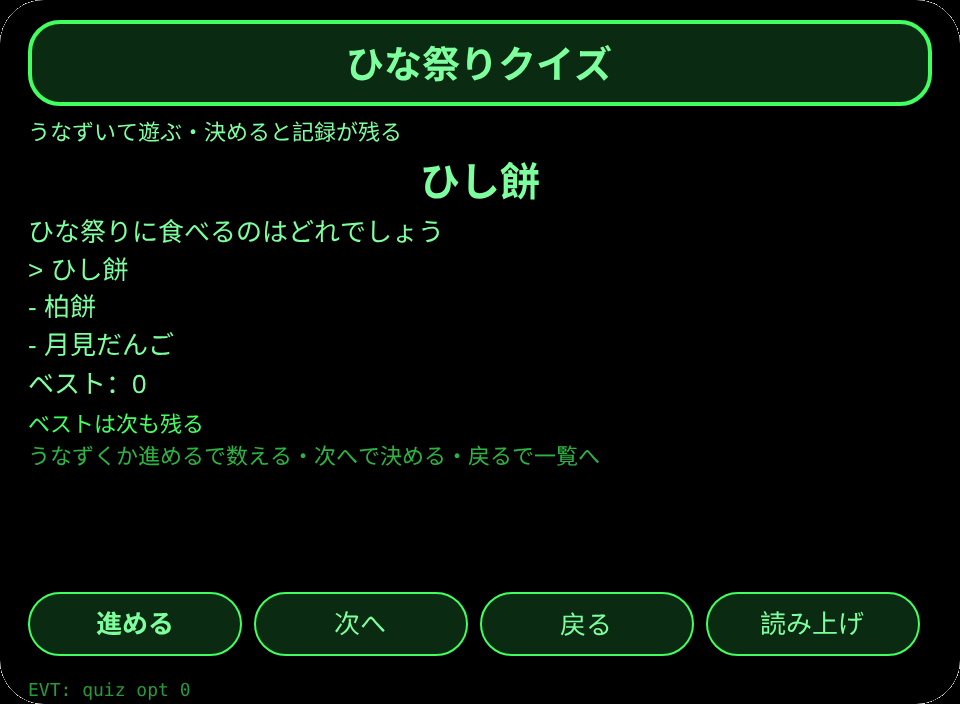 ひな祭りクイズ
うなずいて遊ぶ・決めると記録が残る
ひし餅
ひな祭りに食べるのはどれでしょう
> ひし餅
- 柏餅
- 月見だんご
ベスト: 0
ベストは次も残る
うなずくか進めるで数える・次へで決める・戻るで一覧へ
進める 次へ 戻る 読み上げ
EVT: quiz opt 0